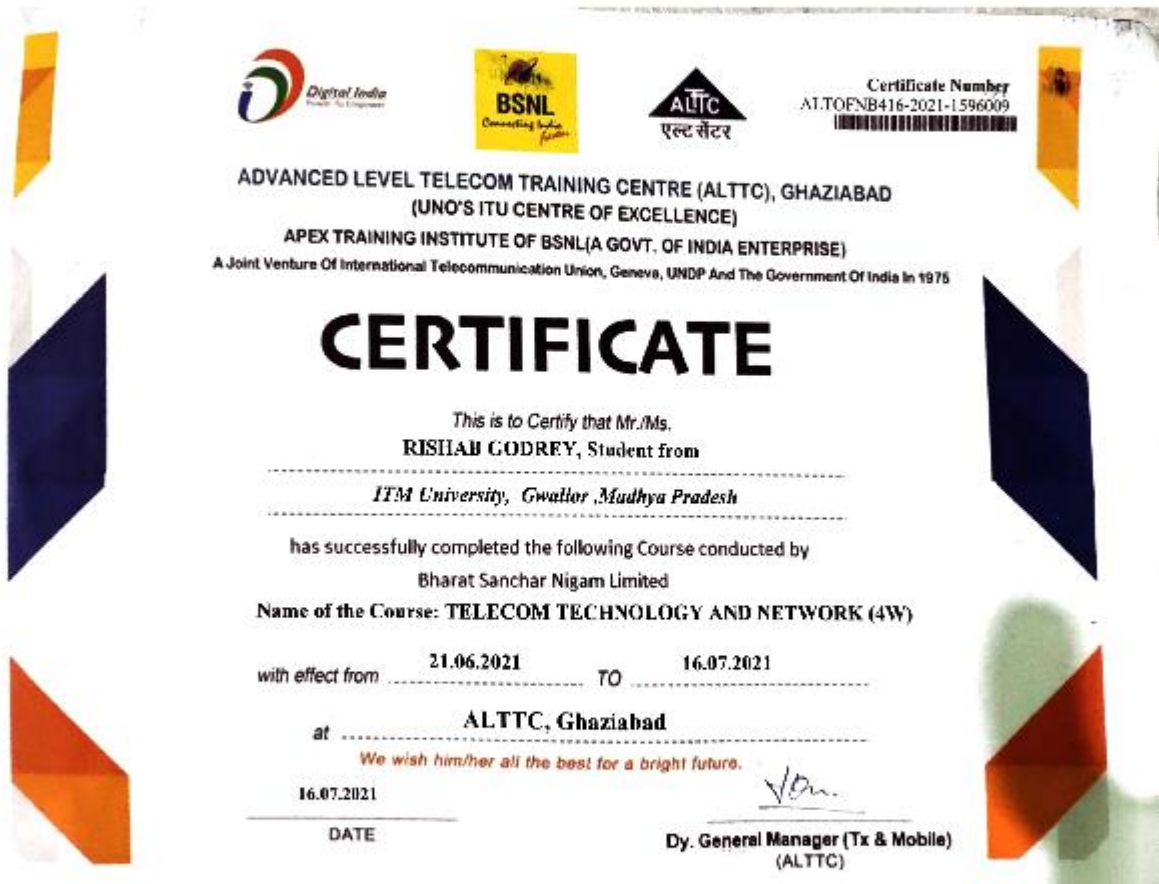 Digital India
Power To Empower
BSNL
Connecting India
ALTTC
एल्ट सेंटर
Certificate Number
ALTOFNB416-2021-1596009
ADVANCED LEVEL TELECOM TRAINING CENTRE (ALTTC), GHAZIABAD
(UNO'S ITU CENTRE OF EXCELLENCE)
APEX TRAINING INSTITUTE OF BSNL(A GOVT. OF INDIA ENTERPRISE)
A Joint Venture Of International Telecommunication Union, Geneva, UNDP And The Government Of India In 1975
CERTIFICATE
This is to Certify that Mr./Ms.
RISHAB GODREY, Student from
ITM University, Gwalior ,Madhya Pradesh
has successfully completed the following Course conducted by
Bharat Sanchar Nigam Limited
Name of the Course: TELECOM TECHNOLOGY AND NETWORK (4W)
with effect from 21.06.2021 TO 16.07.2021
at ALTTC, Ghaziabad
We wish him/her all the best for a bright future.
16.07.2021
DATE
Dy. General Manager (Tx & Mobile)
(ALTTC)